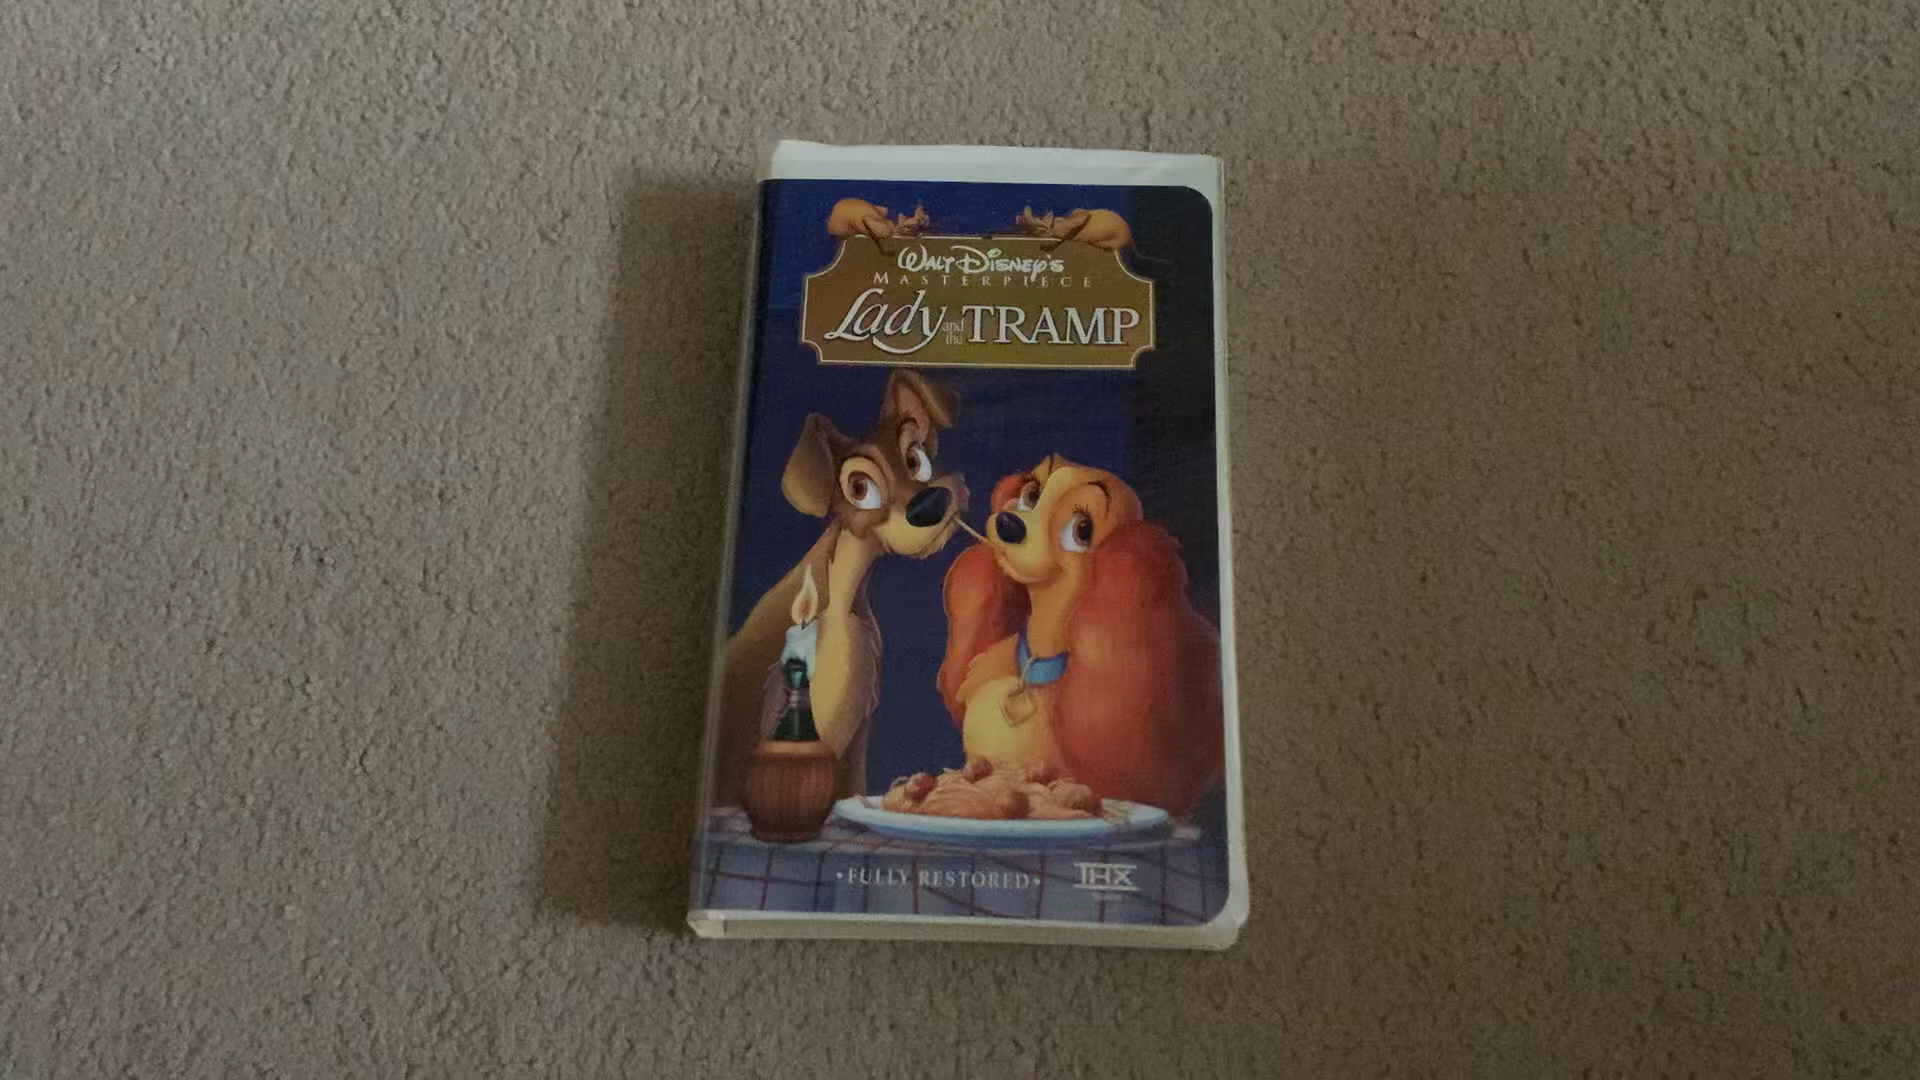 WALT DISNEY'S
MASTERPIECE
Lady and the TRAMP
•FULLY RESTORED•
THX